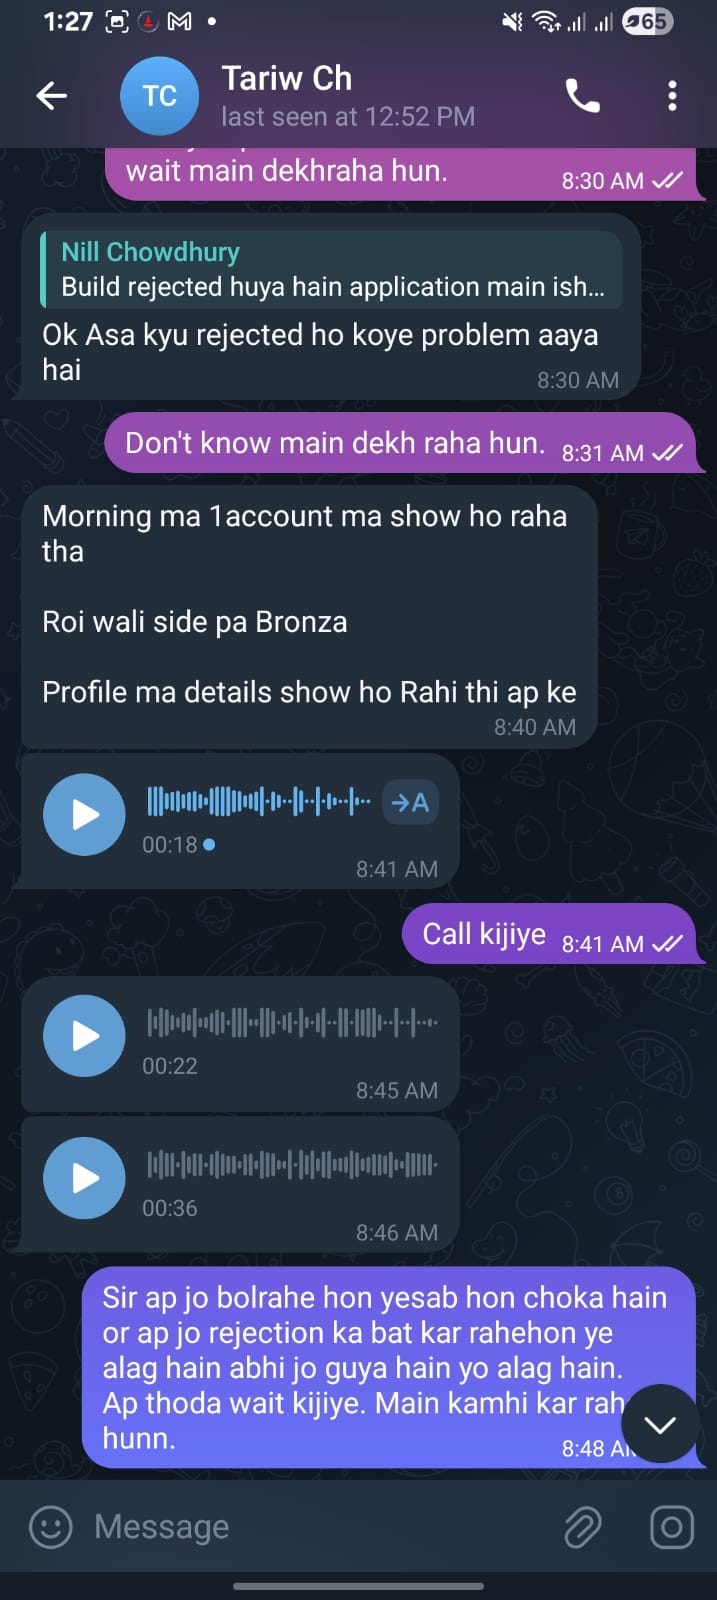 1:27
65
TC
Tariw Ch
last seen at 12:52 PM
wait main dekhraha hun.
8:30 AM
Nill Chowdhury
Build rejected huya hain application main ish...
Ok Asa kyu rejected ho koye problem aaya
hai
8:30 AM
Don't know main dekh raha hun.
8:31 AM
Morning ma 1account ma show ho raha
tha
Roi wali side pa Bronza
Profile ma details show ho Rahi thi ap ke
8:40 AM
→A
00:18
8:41 AM
Call kijiye
8:41 AM
00:22
8:45 AM
00:36
8:46 AM
Sir ap jo bolrahe hon yesab hon choka hain
or ap jo rejection ka bat kar rahehon ye
alag hain abhi jo guya hain yo alag hain.
Ap thoda wait kijiye. Main kamhi kar rah
hunn.
8:48 A
Message